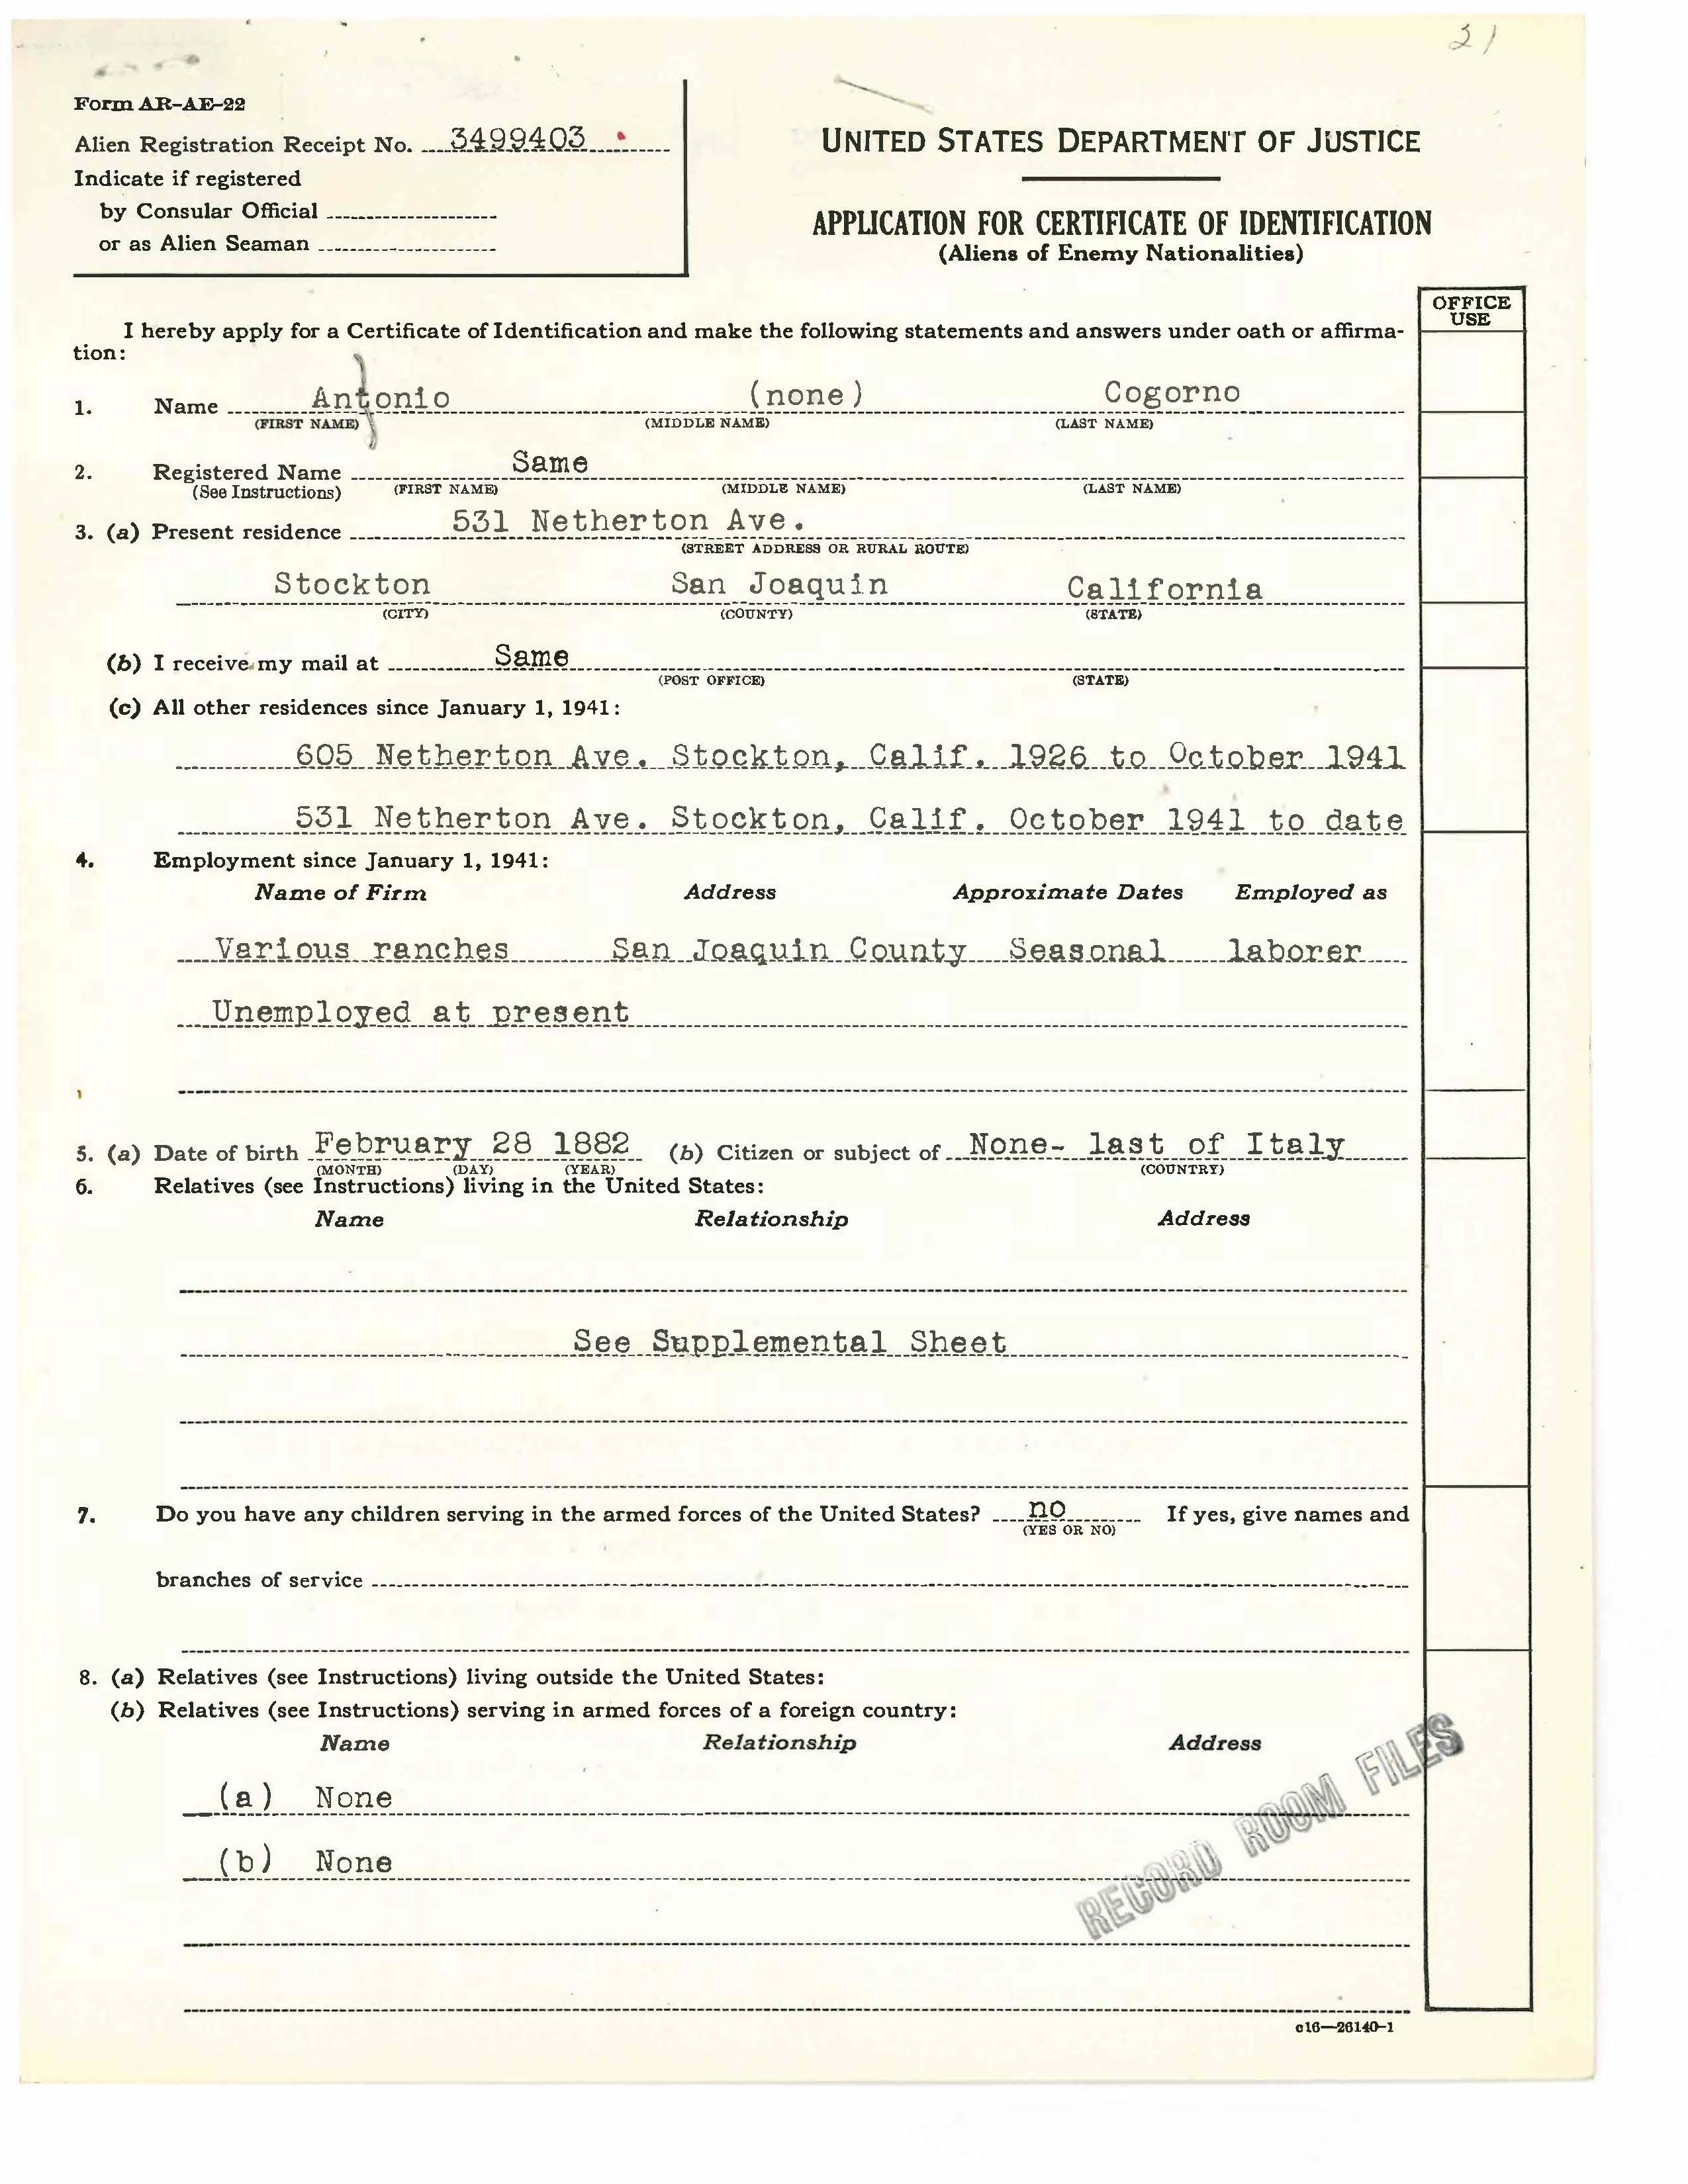 21
Form AR-AE-22
Alien Registration Receipt No. 3499403
Indicate if registered
by Consular Official
or as Alien Seaman
UNITED STATES DEPARTMENT OF JUSTICE
APPLICATION FOR CERTIFICATE OF IDENTIFICATION
(Aliens of Enemy Nationalities)
OFFICE
USE
I hereby apply for a Certificate of Identification and make the following statements and answers under oath or affirma-
tion:
1. Name Antonio (none) Cogorno
(FIRST NAME) (MIDDLE NAME) (LAST NAME)
2. Registered Name Same
(See Instructions) (FIRST NAME) (MIDDLE NAME) (LAST NAME)
3. (a) Present residence 531 Netherton Ave.
(STREET ADDRESS OR RURAL ROUTE)
Stockton San Joaquin California
(CITY) (COUNTY) (STATE)
(b) I receive my mail at Same
(POST OFFICE) (STATE)
(c) All other residences since January 1, 1941:
605 Netherton Ave. Stockton, Calif. 1926 to October 1941
531 Netherton Ave. Stockton, Calif. October 1941 to date
4. Employment since January 1, 1941:
Name of Firm Address Approximate Dates Employed as
Various ranches San Joaquin County Seasonal laborer
Unemployed at present
5. (a) Date of birth February 28 1882 (b) Citizen or subject of None- last of Italy
(MONTH) (DAY) (YEAR) (COUNTRY)
6. Relatives (see Instructions) living in the United States:
Name Relationship Address
See Supplemental Sheet
7. Do you have any children serving in the armed forces of the United States? no If yes, give names and
(YES OR NO)
branches of service
8. (a) Relatives (see Instructions) living outside the United States:
(b) Relatives (see Instructions) serving in armed forces of a foreign country:
Name Relationship Address
(a) None
(b) None
RECORD ROOM FILES
c16—26140-1